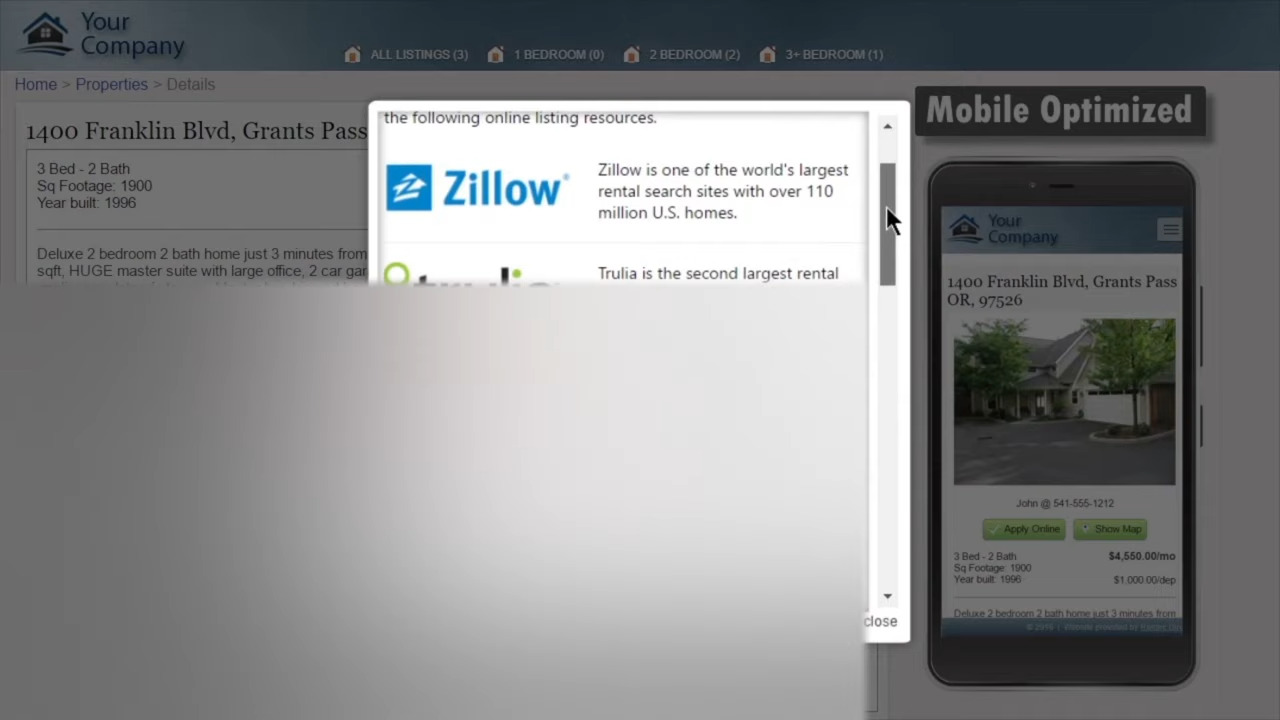 Your
Company
ALL LISTINGS (3)
1 BEDROOM (0)
2 BEDROOM (2)
3+ BEDROOM (1)
Home > Properties > Details
1400 Franklin Blvd, Grants Pass
3 Bed - 2 Bath
Sq Footage: 1900
Year built: 1996
Deluxe 2 bedroom 2 bath home just 3 minutes from
sqft, HUGE master suite with large office, 2 car gar
the following online listing resources.
Zillow
Zillow is one of the world's largest
rental search sites with over 110
million U.S. homes.
trulia
Trulia is the second largest rental
close
Mobile Optimized
Your
Company
1400 Franklin Blvd, Grants Pass
OR, 97526
John @ 541-555-1212
Apply Online
Show Map
3 Bed - 2 Bath
$4,550.00/mo
Sq Footage: 1900
Year built: 1996
$1,000.00/dep
Deluxe 2 bedroom 2 bath home just 3 minutes from